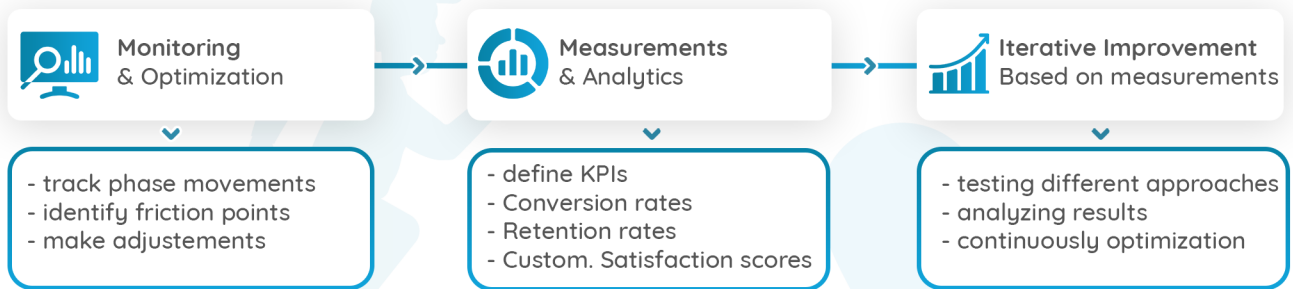 Monitoring
& Optimization
Measurements
& Analytics
Iterative Improvement
Based on measurements
- track phase movements
- identify friction points
- make adjustements
- define KPIs
- Conversion rates
- Retention rates
- Custom. Satisfaction scores
- testing different approaches
- analyzing results
- continuously optimization